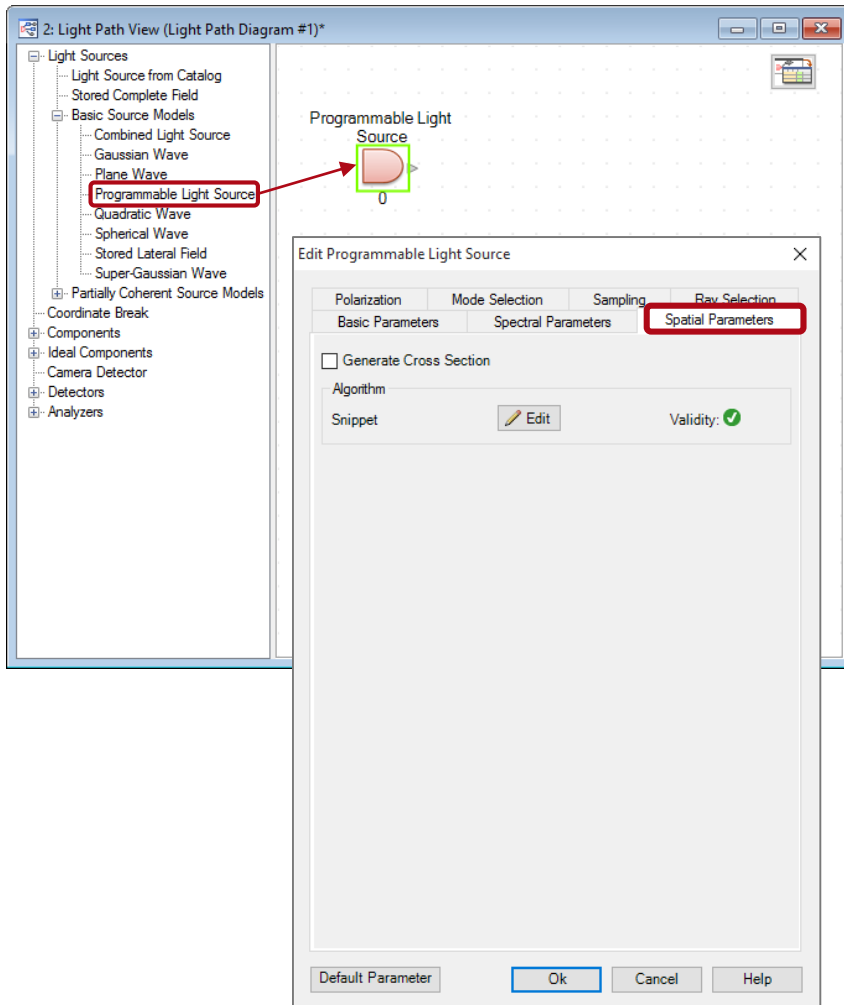 2: Light Path View (Light Path Diagram #1)*
Light Sources
Light Source from Catalog
Stored Complete Field
Basic Source Models
Combined Light Source
Gaussian Wave
Plane Wave
Programmable Light Source
Quadratic Wave
Spherical Wave
Stored Lateral Field
Super-Gaussian Wave
Partially Coherent Source Models
Coordinate Break
Components
Ideal Components
Camera Detector
Detectors
Analyzers
Programmable Light
Source
0
Edit Programmable Light Source
Polarization Mode Selection Sampling Ray Selection
Basic Parameters Spectral Parameters Spatial Parameters
Generate Cross Section
Algorithm
Snippet Edit Validity:
Default Parameter Ok Cancel Help